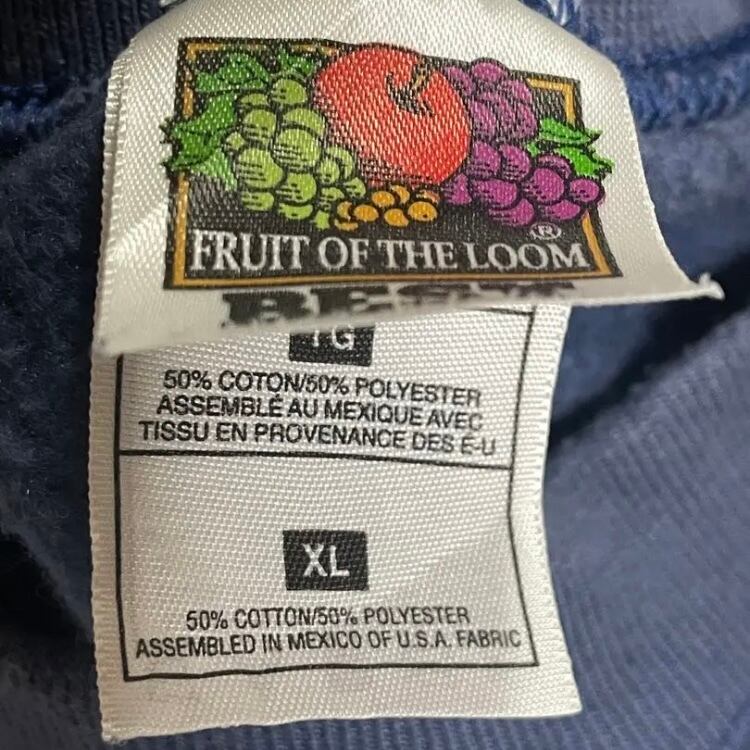 FRUIT OF THE LOOM®
BEST
TG
50% COTON/50% POLYESTER
ASSEMBLÉ AU MEXIQUE AVEC
TISSU EN PROVENANCE DES É-U
XL
50% COTTON/50% POLYESTER
ASSEMBLED IN MEXICO OF U.S.A. FABRIC